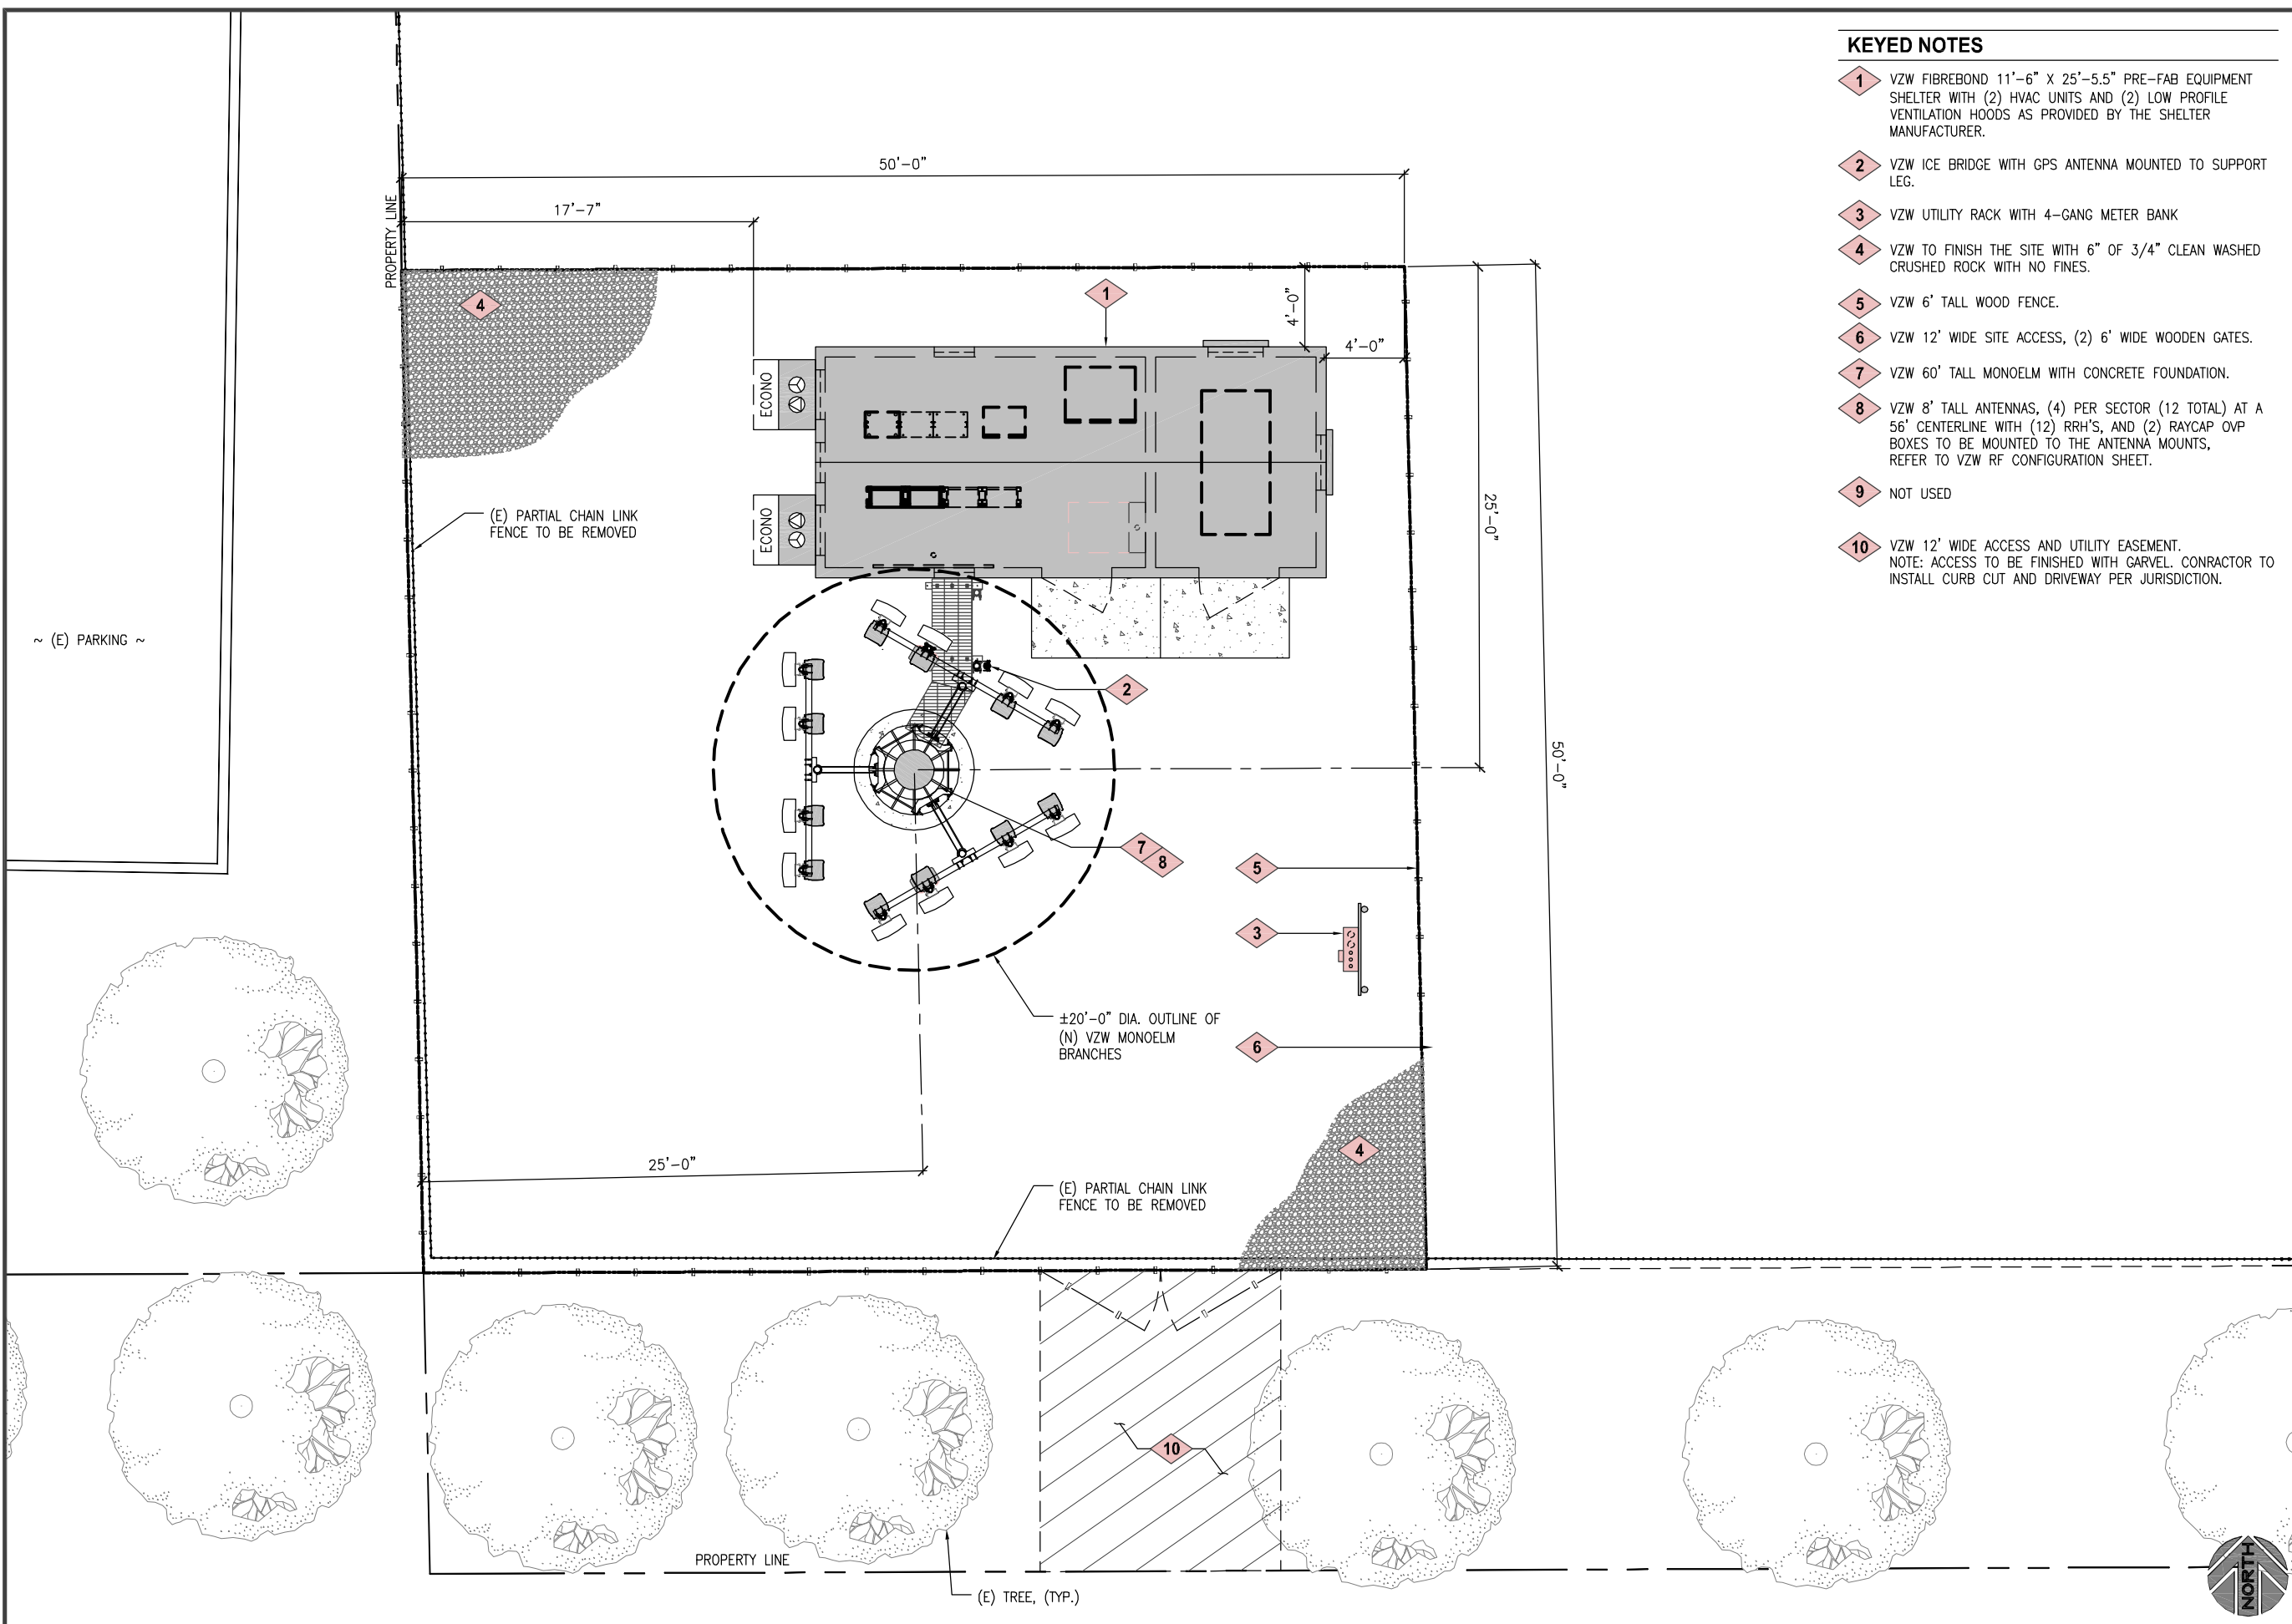 KEYED NOTES
1 VZW FIBREBOND 11'-6" X 25'-5.5" PRE-FAB EQUIPMENT
SHELTER WITH (2) HVAC UNITS AND (2) LOW PROFILE
VENTILATION HOODS AS PROVIDED BY THE SHELTER
MANUFACTURER.
2 VZW ICE BRIDGE WITH GPS ANTENNA MOUNTED TO SUPPORT
LEG.
3 VZW UTILITY RACK WITH 4-GANG METER BANK
4 VZW TO FINISH THE SITE WITH 6" OF 3/4" CLEAN WASHED
CRUSHED ROCK WITH NO FINES.
5 VZW 6' TALL WOOD FENCE.
6 VZW 12' WIDE SITE ACCESS, (2) 6' WIDE WOODEN GATES.
7 VZW 60' TALL MONOELM WITH CONCRETE FOUNDATION.
8 VZW 8' TALL ANTENNAS, (4) PER SECTOR (12 TOTAL) AT A
56' CENTERLINE WITH (12) RRH'S, AND (2) RAYCAP OVP
BOXES TO BE MOUNTED TO THE ANTENNA MOUNTS,
REFER TO VZW RF CONFIGURATION SHEET.
9 NOT USED
10 VZW 12' WIDE ACCESS AND UTILITY EASEMENT.
NOTE: ACCESS TO BE FINISHED WITH GARVEL. CONRACTOR TO
INSTALL CURB CUT AND DRIVEWAY PER JURISDICTION.
50'-0"
17'-7"
PROPERTY LINE
4
1
4'-0"
4'-0"
ECONO
ECONO
25'-0"
(E) PARTIAL CHAIN LINK
FENCE TO BE REMOVED
~ (E) PARKING ~
2
50'-0"
7
8
5
3
±20'-0" DIA. OUTLINE OF
(N) VZW MONOELM
BRANCHES
6
4
25'-0"
(E) PARTIAL CHAIN LINK
FENCE TO BE REMOVED
10
PROPERTY LINE
(E) TREE, (TYP.)
NORTH